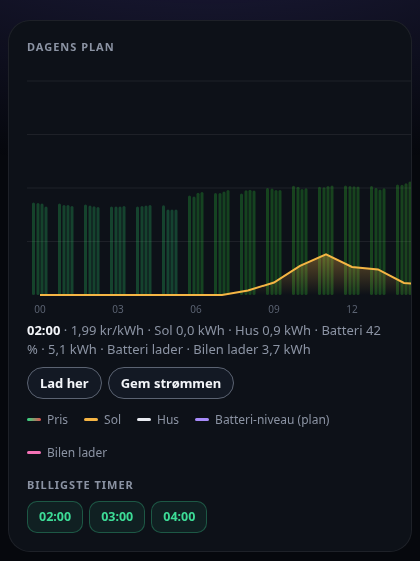 DAGENS PLAN
00 03 06 09 12
02:00 · 1,99 kr/kWh · Sol 0,0 kWh · Hus 0,9 kWh · Batteri 42
% · 5,1 kWh · Batteri lader · Bilen lader 3,7 kWh
Lad her Gem strømmen
Pris Sol Hus Batteri-niveau (plan)
Bilen lader
BILLIGSTE TIMER
02:00 03:00 04:00